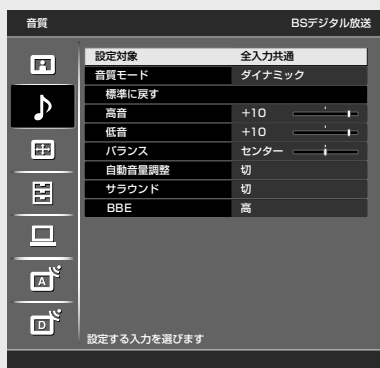 音質 BSデジタル放送
設定対象 全入力共通
音質モード ダイナミック
標準に戻す
高音 +10
低音 +10
バランス センター
自動音量調整 切
サラウンド 切
BBE 高
A
D
設定する入力を選びます